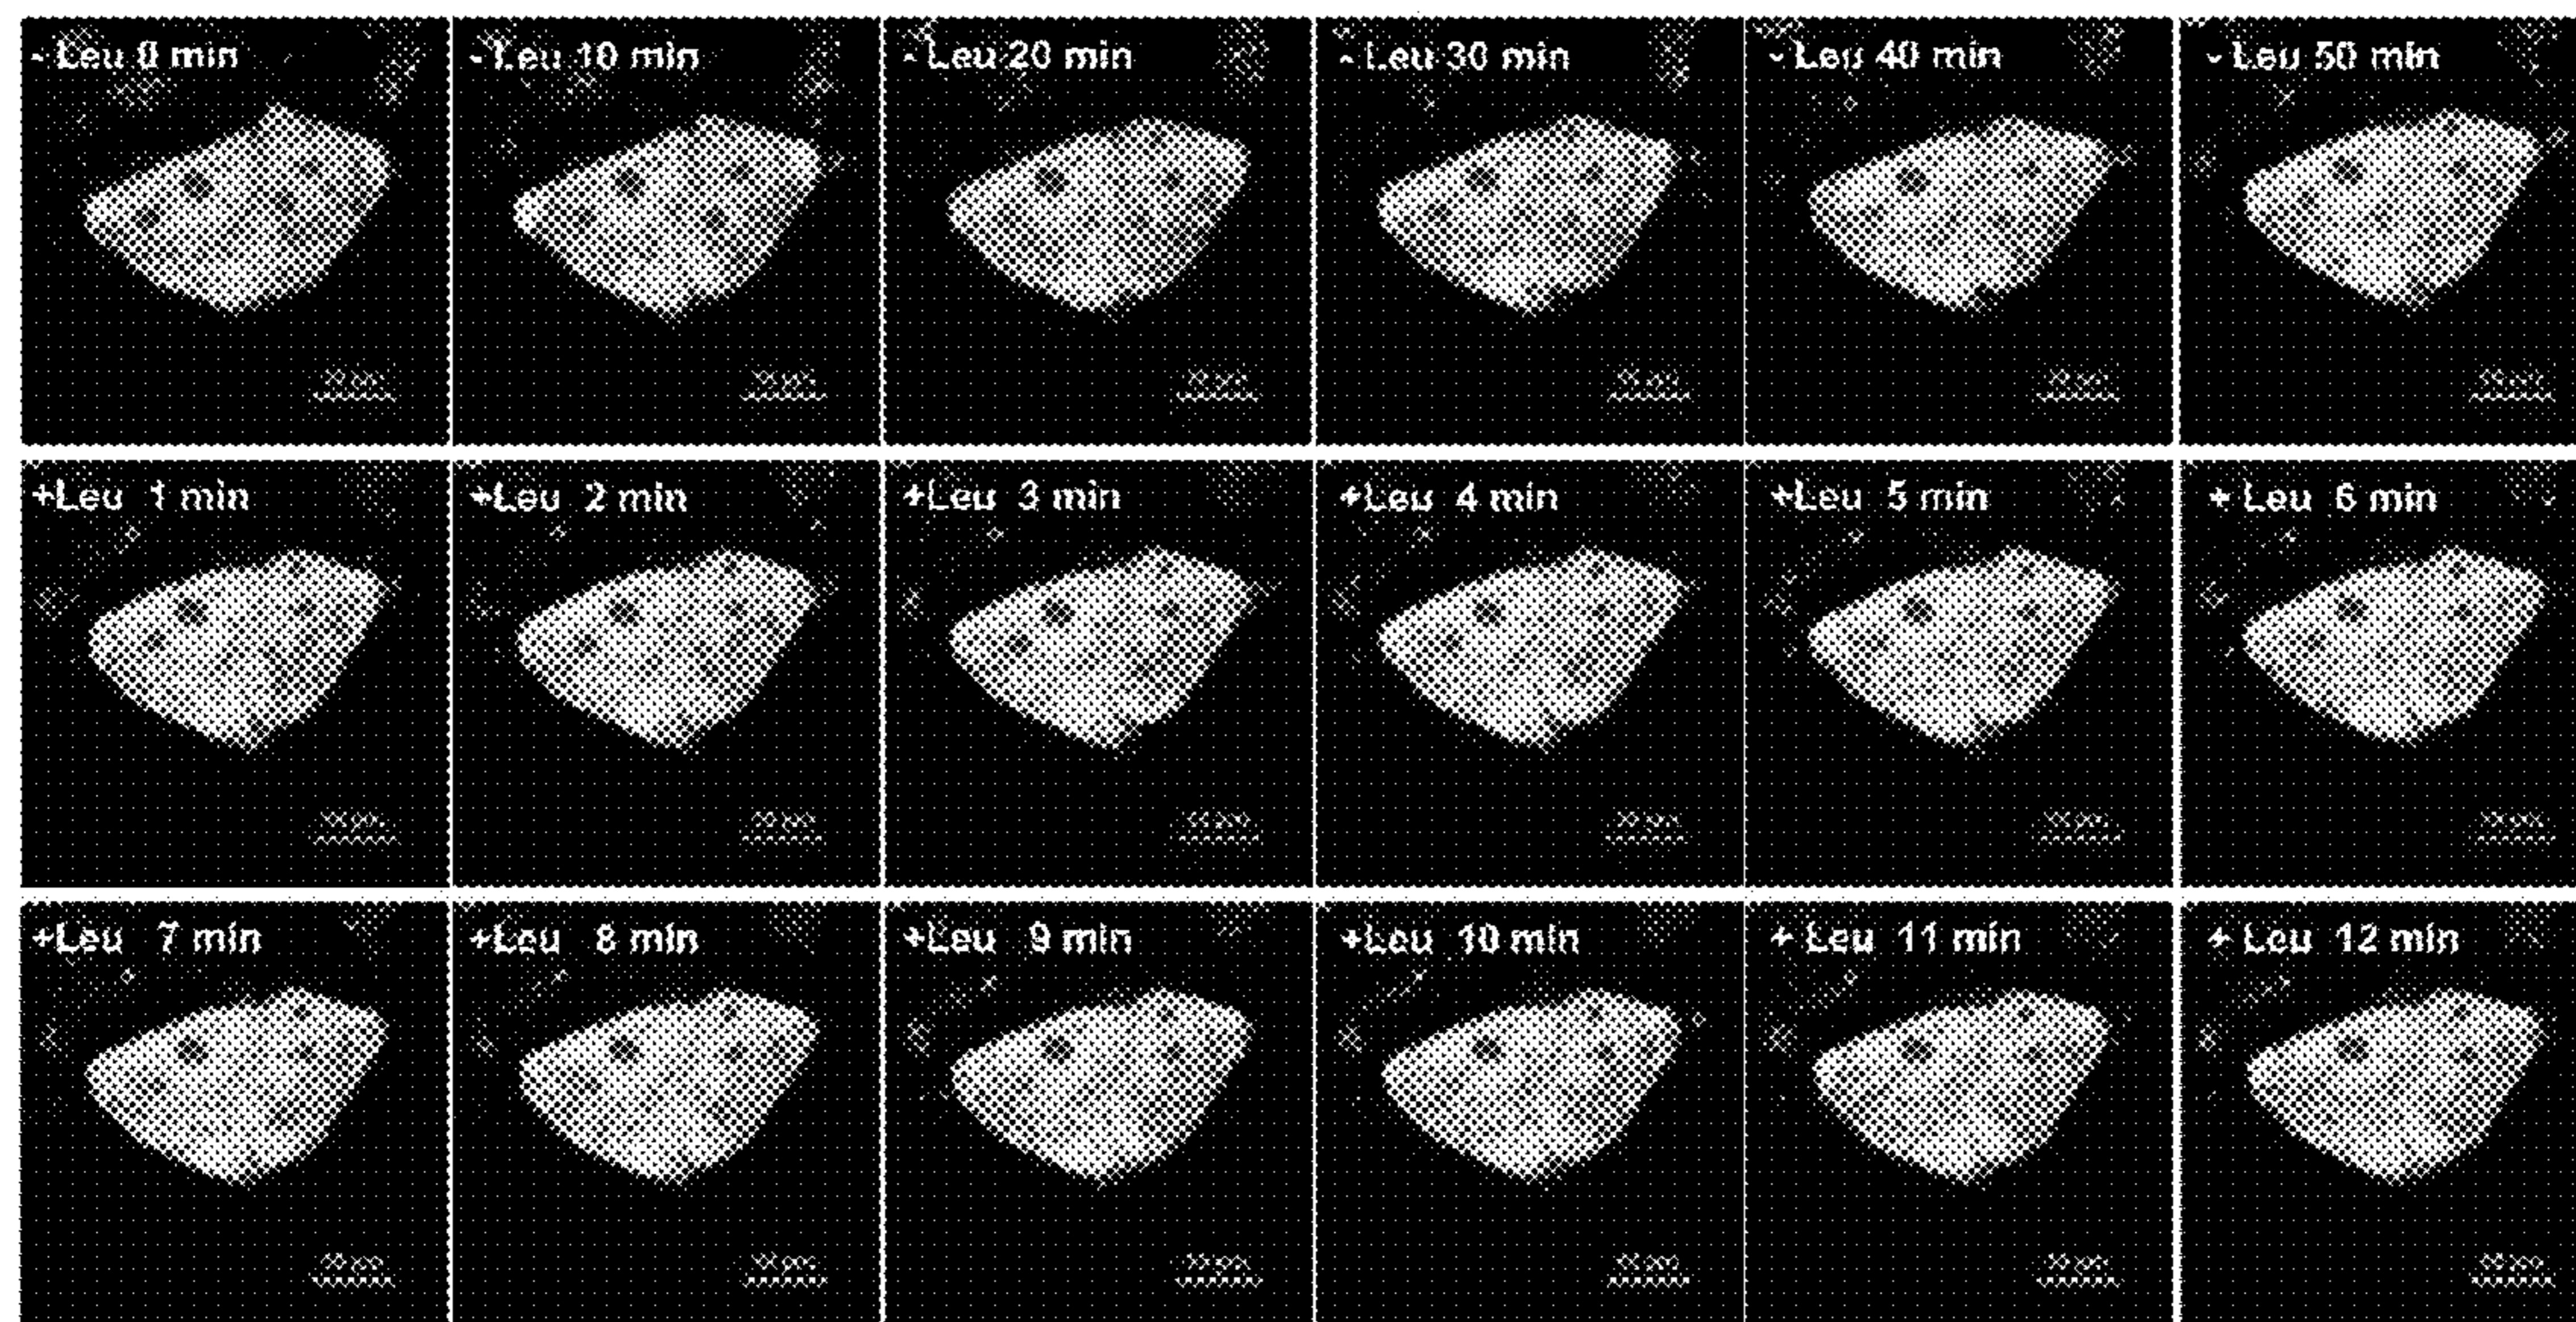 - Leu 0 min
- Leu 10 min
- Leu 20 min
- Leu 30 min
- Leu 40 min
- Leu 50 min
+Leu 1 min
+Leu 2 min
+Leu 3 min
+Leu 4 min
+Leu 5 min
+ Leu 6 min
+Leu 7 min
+Leu 8 min
+Leu 9 min
+Leu 10 min
+ Leu 11 min
+ Leu 12 min